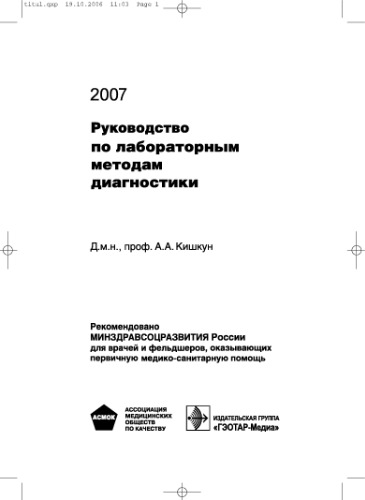 titul.qxp 19.10.2006 11:03 Page 1
2007
Руководство
по лабораторным
методам
диагностики
Д.м.н., проф. А.А. Кишкун
Рекомендовано
МИНЗДРАВСОЦРАЗВИТИЯ России
для врачей и фельдшеров, оказывающих
первичную медико-санитарную помощь
АСМОК
АССОЦИАЦИЯ
МЕДИЦИНСКИХ
ОБЩЕСТВ
ПО КАЧЕСТВУ
ИЗДАТЕЛЬСКАЯ ГРУППА
«ГЭОТАР-Медиа»